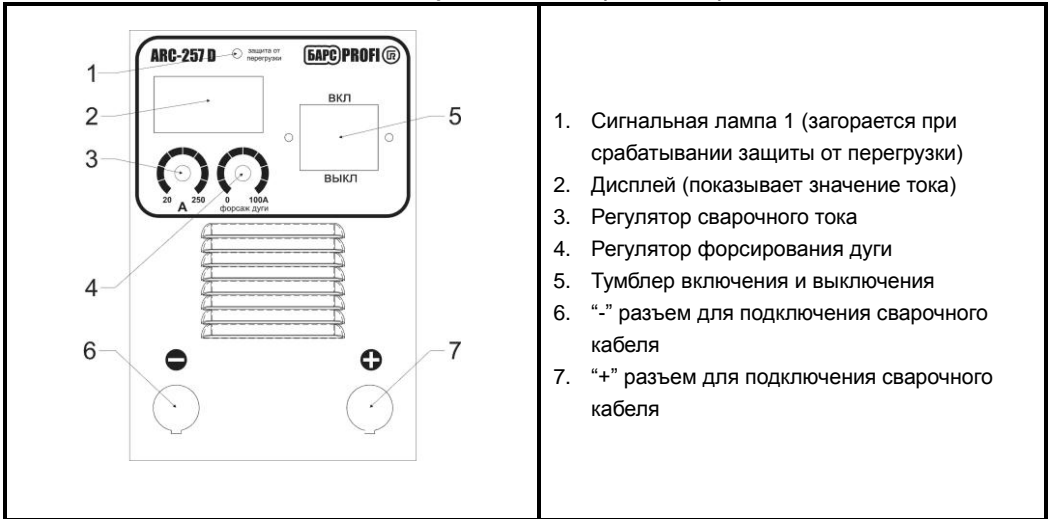 ARC-257 D
защита от
перегрузки
БАРС PROFI
1
2
3
4
5
6
7
ВКЛ
ВЫКЛ
20 250
A
0 100A
форсаж дуги
1. Сигнальная лампа 1 (загорается при
срабатывании защиты от перегрузки)
2. Дисплей (показывает значение тока)
3. Регулятор сварочного тока
4. Регулятор форсирования дуги
5. Тумблер включения и выключения
6. “-” разъем для подключения сварочного
кабеля
7. “+” разъем для подключения сварочного
кабеля